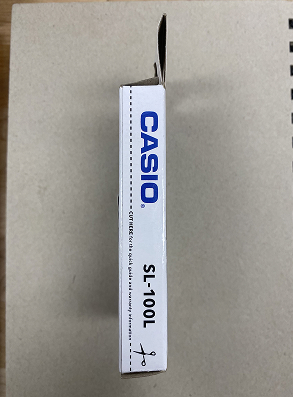 CASIO®
SL-100L
CUT HERE for the quick guide and warranty information